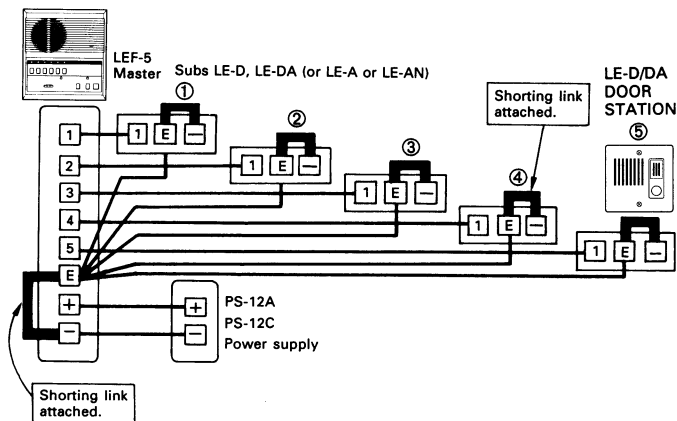 LEF-5
Master
Subs LE-D, LE-DA (or LE-A or LE-AN)
LE-D/DA
DOOR
STATION
Shorting link
attached.
① ② ③ ④ ⑤
1 1 E —
2 1 E —
3 1 E —
4 1 E —
5 1 E —
E
+ + PS-12A
PS-12C
− − Power supply
Shorting link
attached.